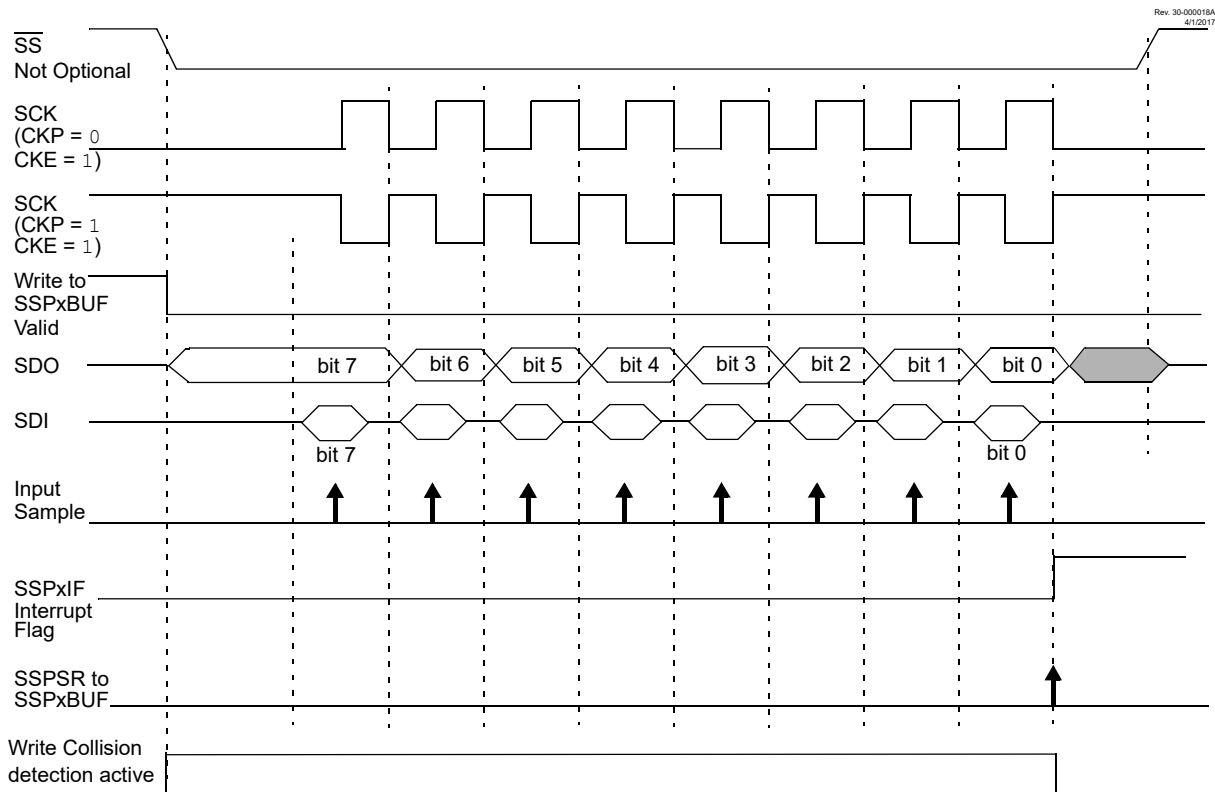 Rev. 30-000018A
4/1/2017
SS
Not Optional
SCK
(CKP = 0
CKE = 1)
SCK
(CKP = 1
CKE = 1)
Write to
SSPxBUF
Valid
SDO
bit 7
bit 6
bit 5
bit 4
bit 3
bit 2
bit 1
bit 0
SDI
bit 7
bit 0
Input
Sample
SSPxIF
Interrupt
Flag
SSPSR to
SSPxBUF
Write Collision
detection active